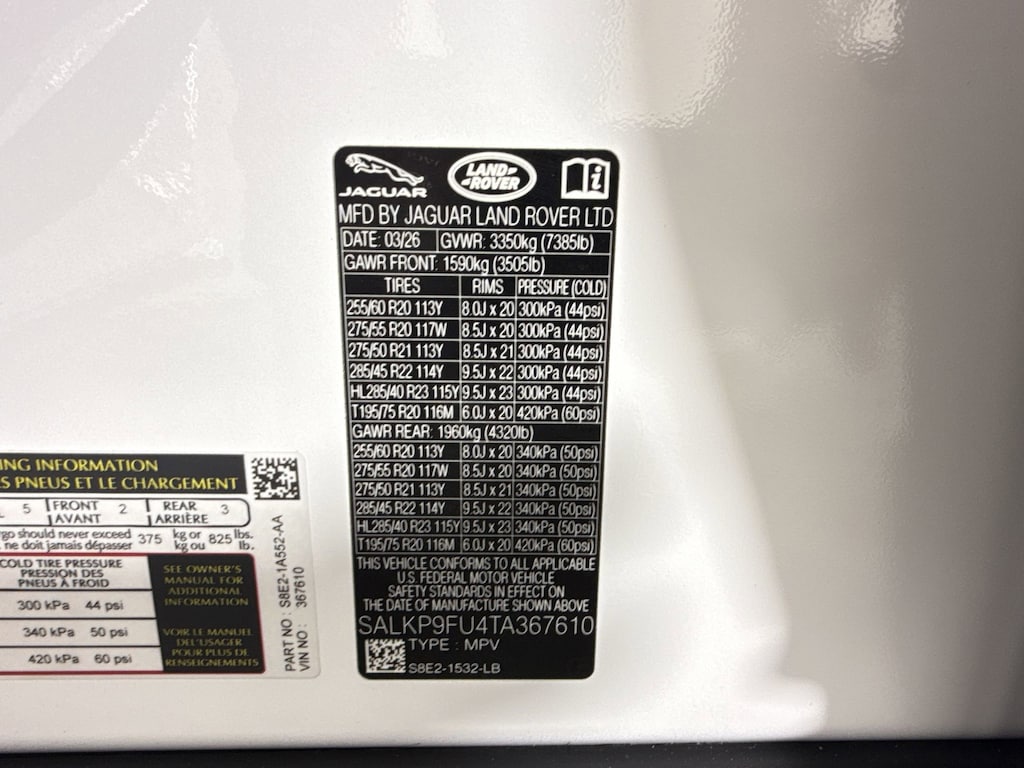 JAGUAR LAND-ROVER i
MFD BY JAGUAR LAND ROVER LTD
DATE: 03/26 GVWR: 3350kg (7385lb)
GAWR FRONT: 1590kg (3505lb)
TIRES RIMS PRESSURE (COLD)
255/60 R20 113Y 8.0J x 20 300kPa (44psi)
275/55 R20 117W 8.5J x 20 300kPa (44psi)
275/50 R21 113Y 8.5J x 21 300kPa (44psi)
285/45 R22 114Y 9.5J x 22 300kPa (44psi)
HL285/40 R23 115Y 9.5J x 23 300kPa (44psi)
T195/75 R20 116M 6.0J x 20 420kPa (60psi)
GAWR REAR: 1960kg (4320lb)
255/60 R20 113Y 8.0J x 20 340kPa (50psi)
275/55 R20 117W 8.5J x 20 340kPa (50psi)
275/50 R21 113Y 8.5J x 21 340kPa (50psi)
285/45 R22 114Y 9.5J x 22 340kPa (50psi)
HL285/40 R23 115Y 9.5J x 23 340kPa (50psi)
T195/75 R20 116M 6.0J x 20 420kPa (60psi)
THIS VEHICLE CONFORMS TO ALL APPLICABLE
U.S. FEDERAL MOTOR VEHICLE
SAFETY STANDARDS IN EFFECT ON
THE DATE OF MANUFACTURE SHOWN ABOVE
SALKP9FU4TA367610
TYPE : MPV
S8E2-1532-LB
ING INFORMATION
S PNEUS ET LE CHARGEMENT
5 FRONT 2 REAR 3
AVANT ARRIÈRE
go should never exceed 375 kg or 825 lbs.
ne doit jamais dépasser kg ou lb.
COLD TIRE PRESSURE
PRESSION DES
PNEUS À FROID
300 kPa 44 psi
340 kPa 50 psi
420 kPa 60 psi
SEE OWNER'S
MANUAL FOR
ADDITIONAL
INFORMATION
VOIR LE MANUEL
DE L'USAGER
POUR PLUS DE
RENSEIGNEMENTS
PART NO : S8E2-1A552-AA
VIN NO : 367610